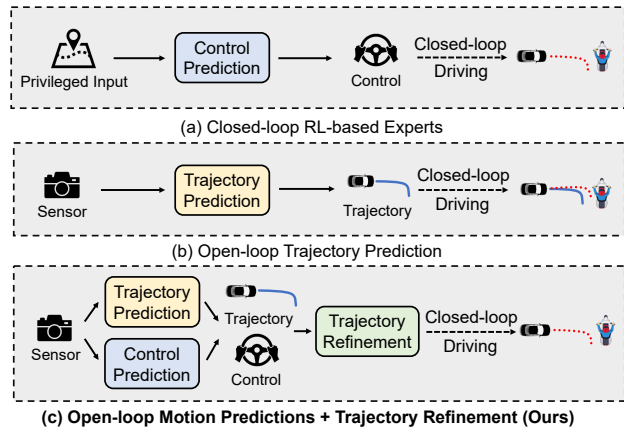 Privileged Input
Control
Prediction
Control
Closed-loop
Driving
(a) Closed-loop RL-based Experts
Sensor
Trajectory
Prediction
Trajectory
Closed-loop
Driving
(b) Open-loop Trajectory Prediction
Sensor
Trajectory
Prediction
Control
Prediction
Trajectory
Control
Trajectory
Refinement
Closed-loop
Driving
(c) Open-loop Motion Predictions + Trajectory Refinement (Ours)